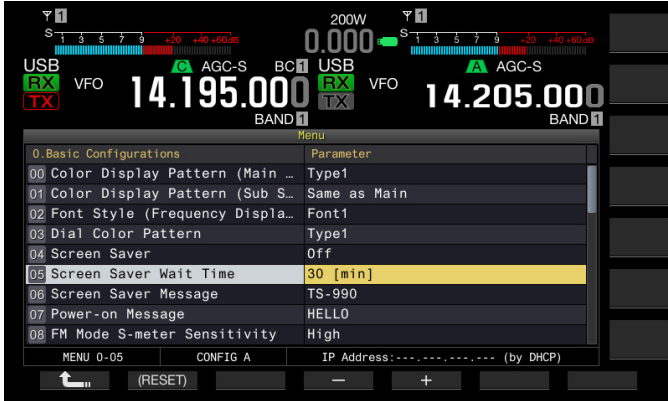 1 200W 1
S 1 3 5 7 9 +20 +40 +60dB 0.000 S 1 3 5 7 9 +20 +40 +60dB
USB C AGC-S BC 1 USB A AGC-S
RX VFO 14.195.000 RX VFO 14.205.000
TX TX
BAND 1 BAND 1
Menu
0.Basic Configurations Parameter
00 Color Display Pattern (Main … Type1
01 Color Display Pattern (Sub S… Same as Main
02 Font Style (Frequency Displa… Font1
03 Dial Color Pattern Type1
04 Screen Saver Off
05 Screen Saver Wait Time 30 [min]
06 Screen Saver Message TS-990
07 Power-on Message HELLO
08 FM Mode S-meter Sensitivity High
MENU 0-05 CONFIG A IP Address:---.---.---.--- (by DHCP)
(RESET) − +